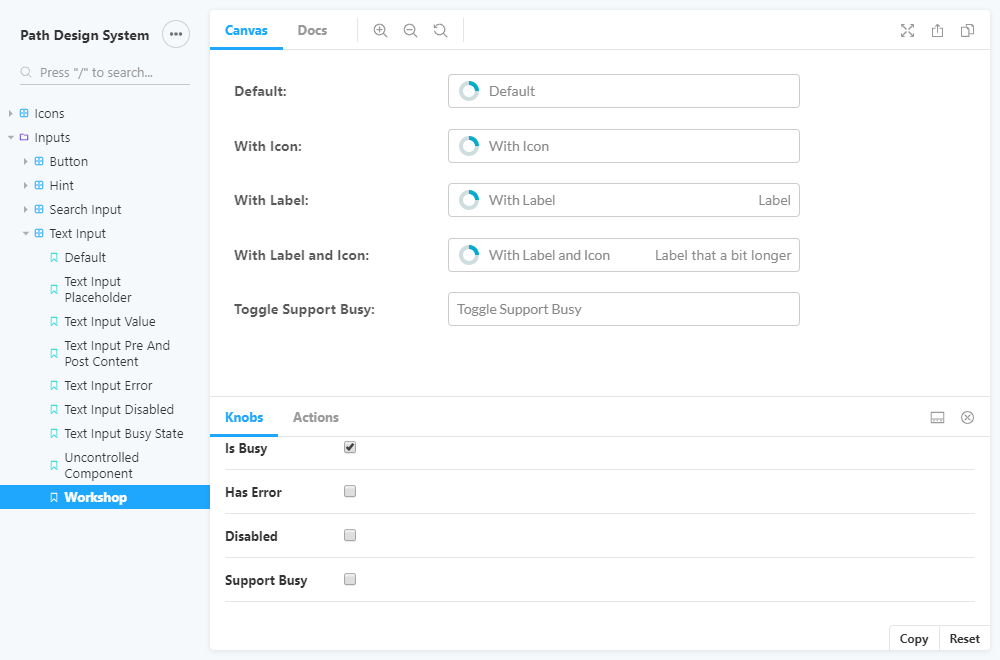 Path Design System
Press "/" to search...
Icons
Inputs
Button
Hint
Search Input
Text Input
Default
Text Input
Placeholder
Text Input Value
Text Input Pre And
Post Content
Text Input Error
Text Input Disabled
Text Input Busy State
Uncontrolled
Component
Workshop
Canvas Docs
Default: Default
With Icon: With Icon
With Label: With Label Label
With Label and Icon: With Label and Icon Label that a bit longer
Toggle Support Busy: Toggle Support Busy
Knobs Actions
Is Busy
Has Error
Disabled
Support Busy
Copy Reset